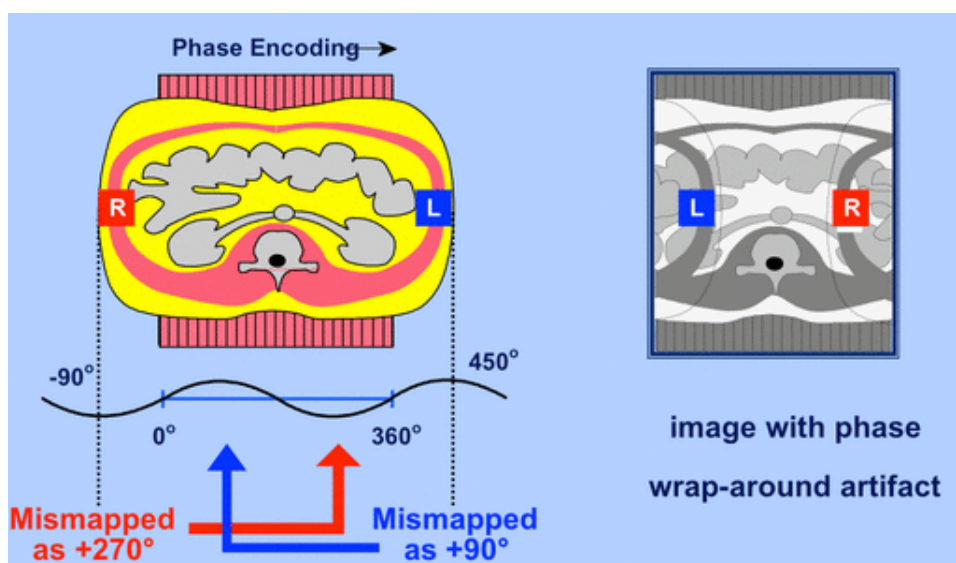 Phase Encoding
R
L
L
R
-90°
450°
0°
360°
image with phase
wrap-around artifact
Mismapped
as +270°
Mismapped
as +90°